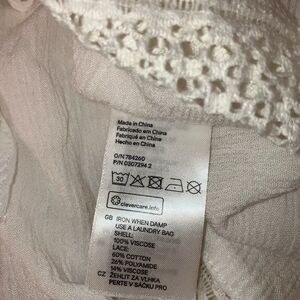 Made in China
Fabricado em China
Fabriqué en Chine
Hecho en China
O/N 784260
P/N 0307294 2
30
clevercare.info
GB IRON WHEN DAMP
USE A LAUNDRY BAG
SHELL:
100% VISCOSE
LACE:
60% COTTON
26% POLYAMIDE
14% VISCOSE
CZ ŽEHLIT ZA VLHKA
PERTE V SÁČKU PRO